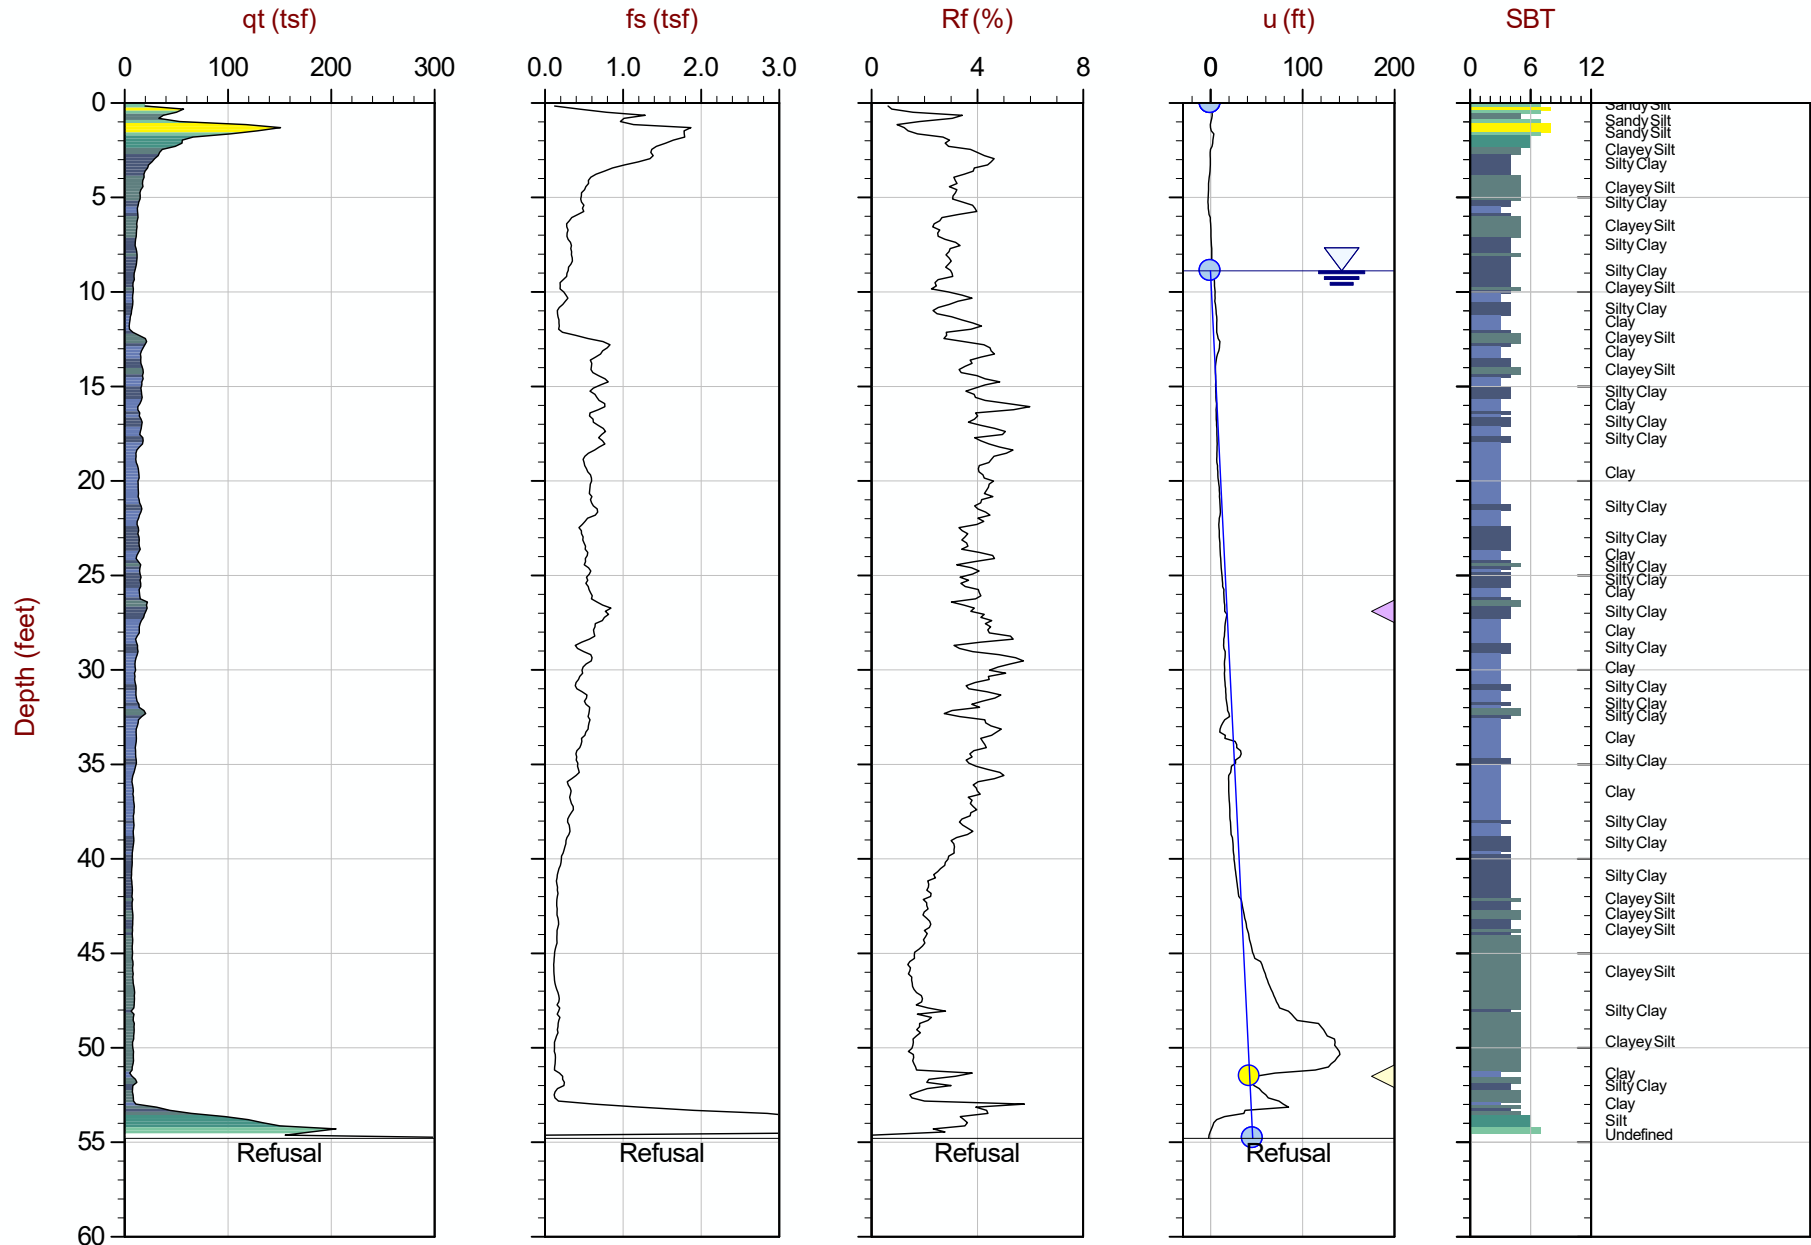 qt (tsf)
fs (tsf)
Rf (%)
u (ft)
SBT
0 100 200 300
0.0 1.0 2.0 3.0
0 4 8
0 100 200
0 6 12
Depth (feet)
0
5
10
15
20
25
30
35
40
45
50
55
60
Sandy Silt
Sandy Silt
Sandy Silt
Clayey Silt
Silty Clay
Clayey Silt
Silty Clay
Clayey Silt
Silty Clay
Silty Clay
Clayey Silt
Silty Clay
Clay
Clayey Silt
Clay
Clayey Silt
Silty Clay
Clay
Silty Clay
Silty Clay
Clay
Silty Clay
Silty Clay
Clay
Silty Clay
Silty Clay
Clay
Silty Clay
Clay
Silty Clay
Clay
Silty Clay
Silty Clay
Silty Clay
Clay
Silty Clay
Clay
Silty Clay
Silty Clay
Silty Clay
Clayey Silt
Clayey Silt
Clayey Silt
Clayey Silt
Silty Clay
Clayey Silt
Clay
Silty Clay
Clay
Silt
Undefined
Refusal
Refusal
Refusal
Refusal